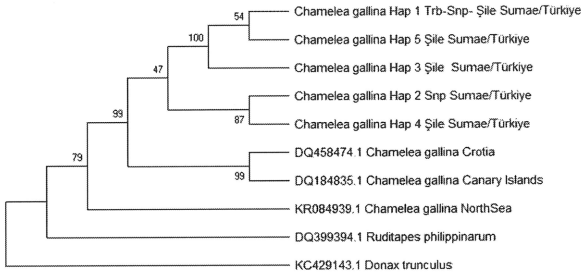 54
Chamelea gallina Hap 1 Trb-Snp- Şile Sumae/Türkiye
100
Chamelea gallina Hap 5 Şile Sumae/Türkiye
Chamelea gallina Hap 3 Şile Sumae/Türkiye
47
Chamelea gallina Hap 2 Snp Sumae/Türkiye
99
87
Chamelea gallina Hap 4 Şile Sumae/Türkiye
79
DQ458474.1 Chamelea gallina Crotia
99
DQ184835.1 Chamelea gallina Canary Islands
KR084939.1 Chamelea gallina NorthSea
DQ399394.1 Ruditapes philippinarum
KC429143.1 Donax trunculus